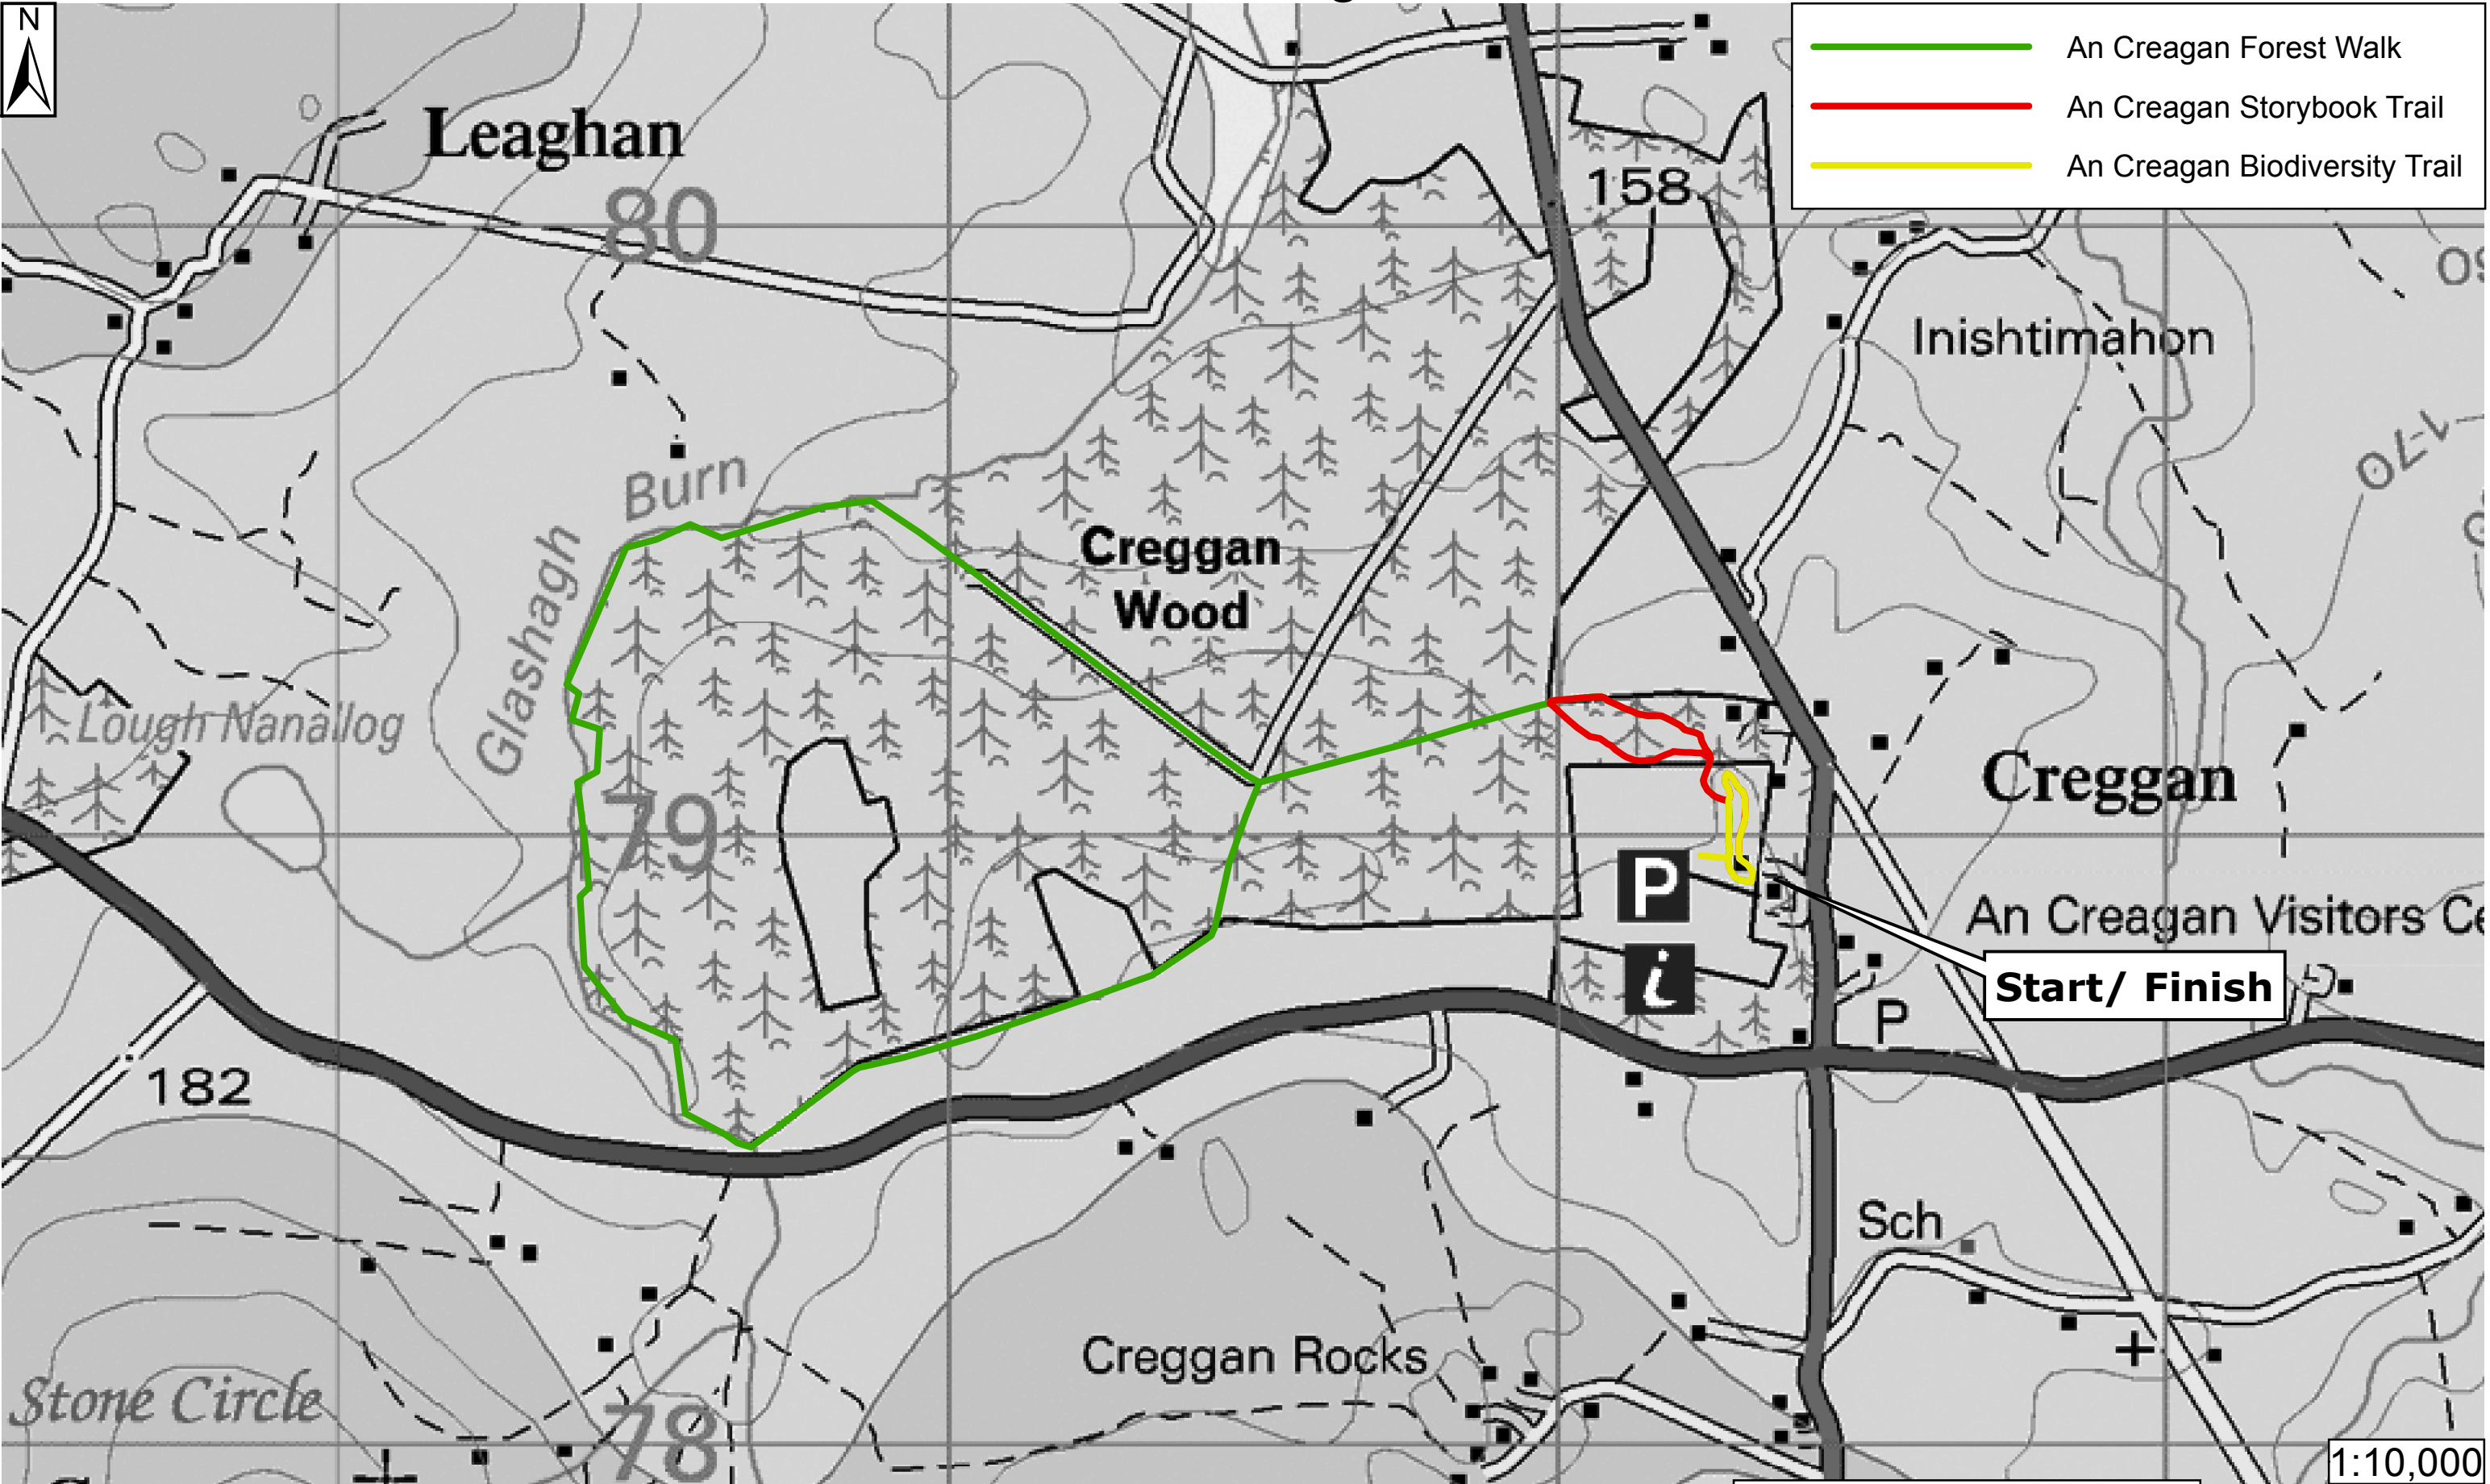 N
An Creagan Forest Walk
An Creagan Storybook Trail
An Creagan Biodiversity Trail
Leaghan
80
158
Inishtimahon
170
Burn
Glashagh
Creggan
Wood
Lough Nanallog
79
Creggan
P
An Creagan Visitors Ce
i
Start/ Finish
P
182
Sch
Creggan Rocks
Stone Circle
78
1:10,000